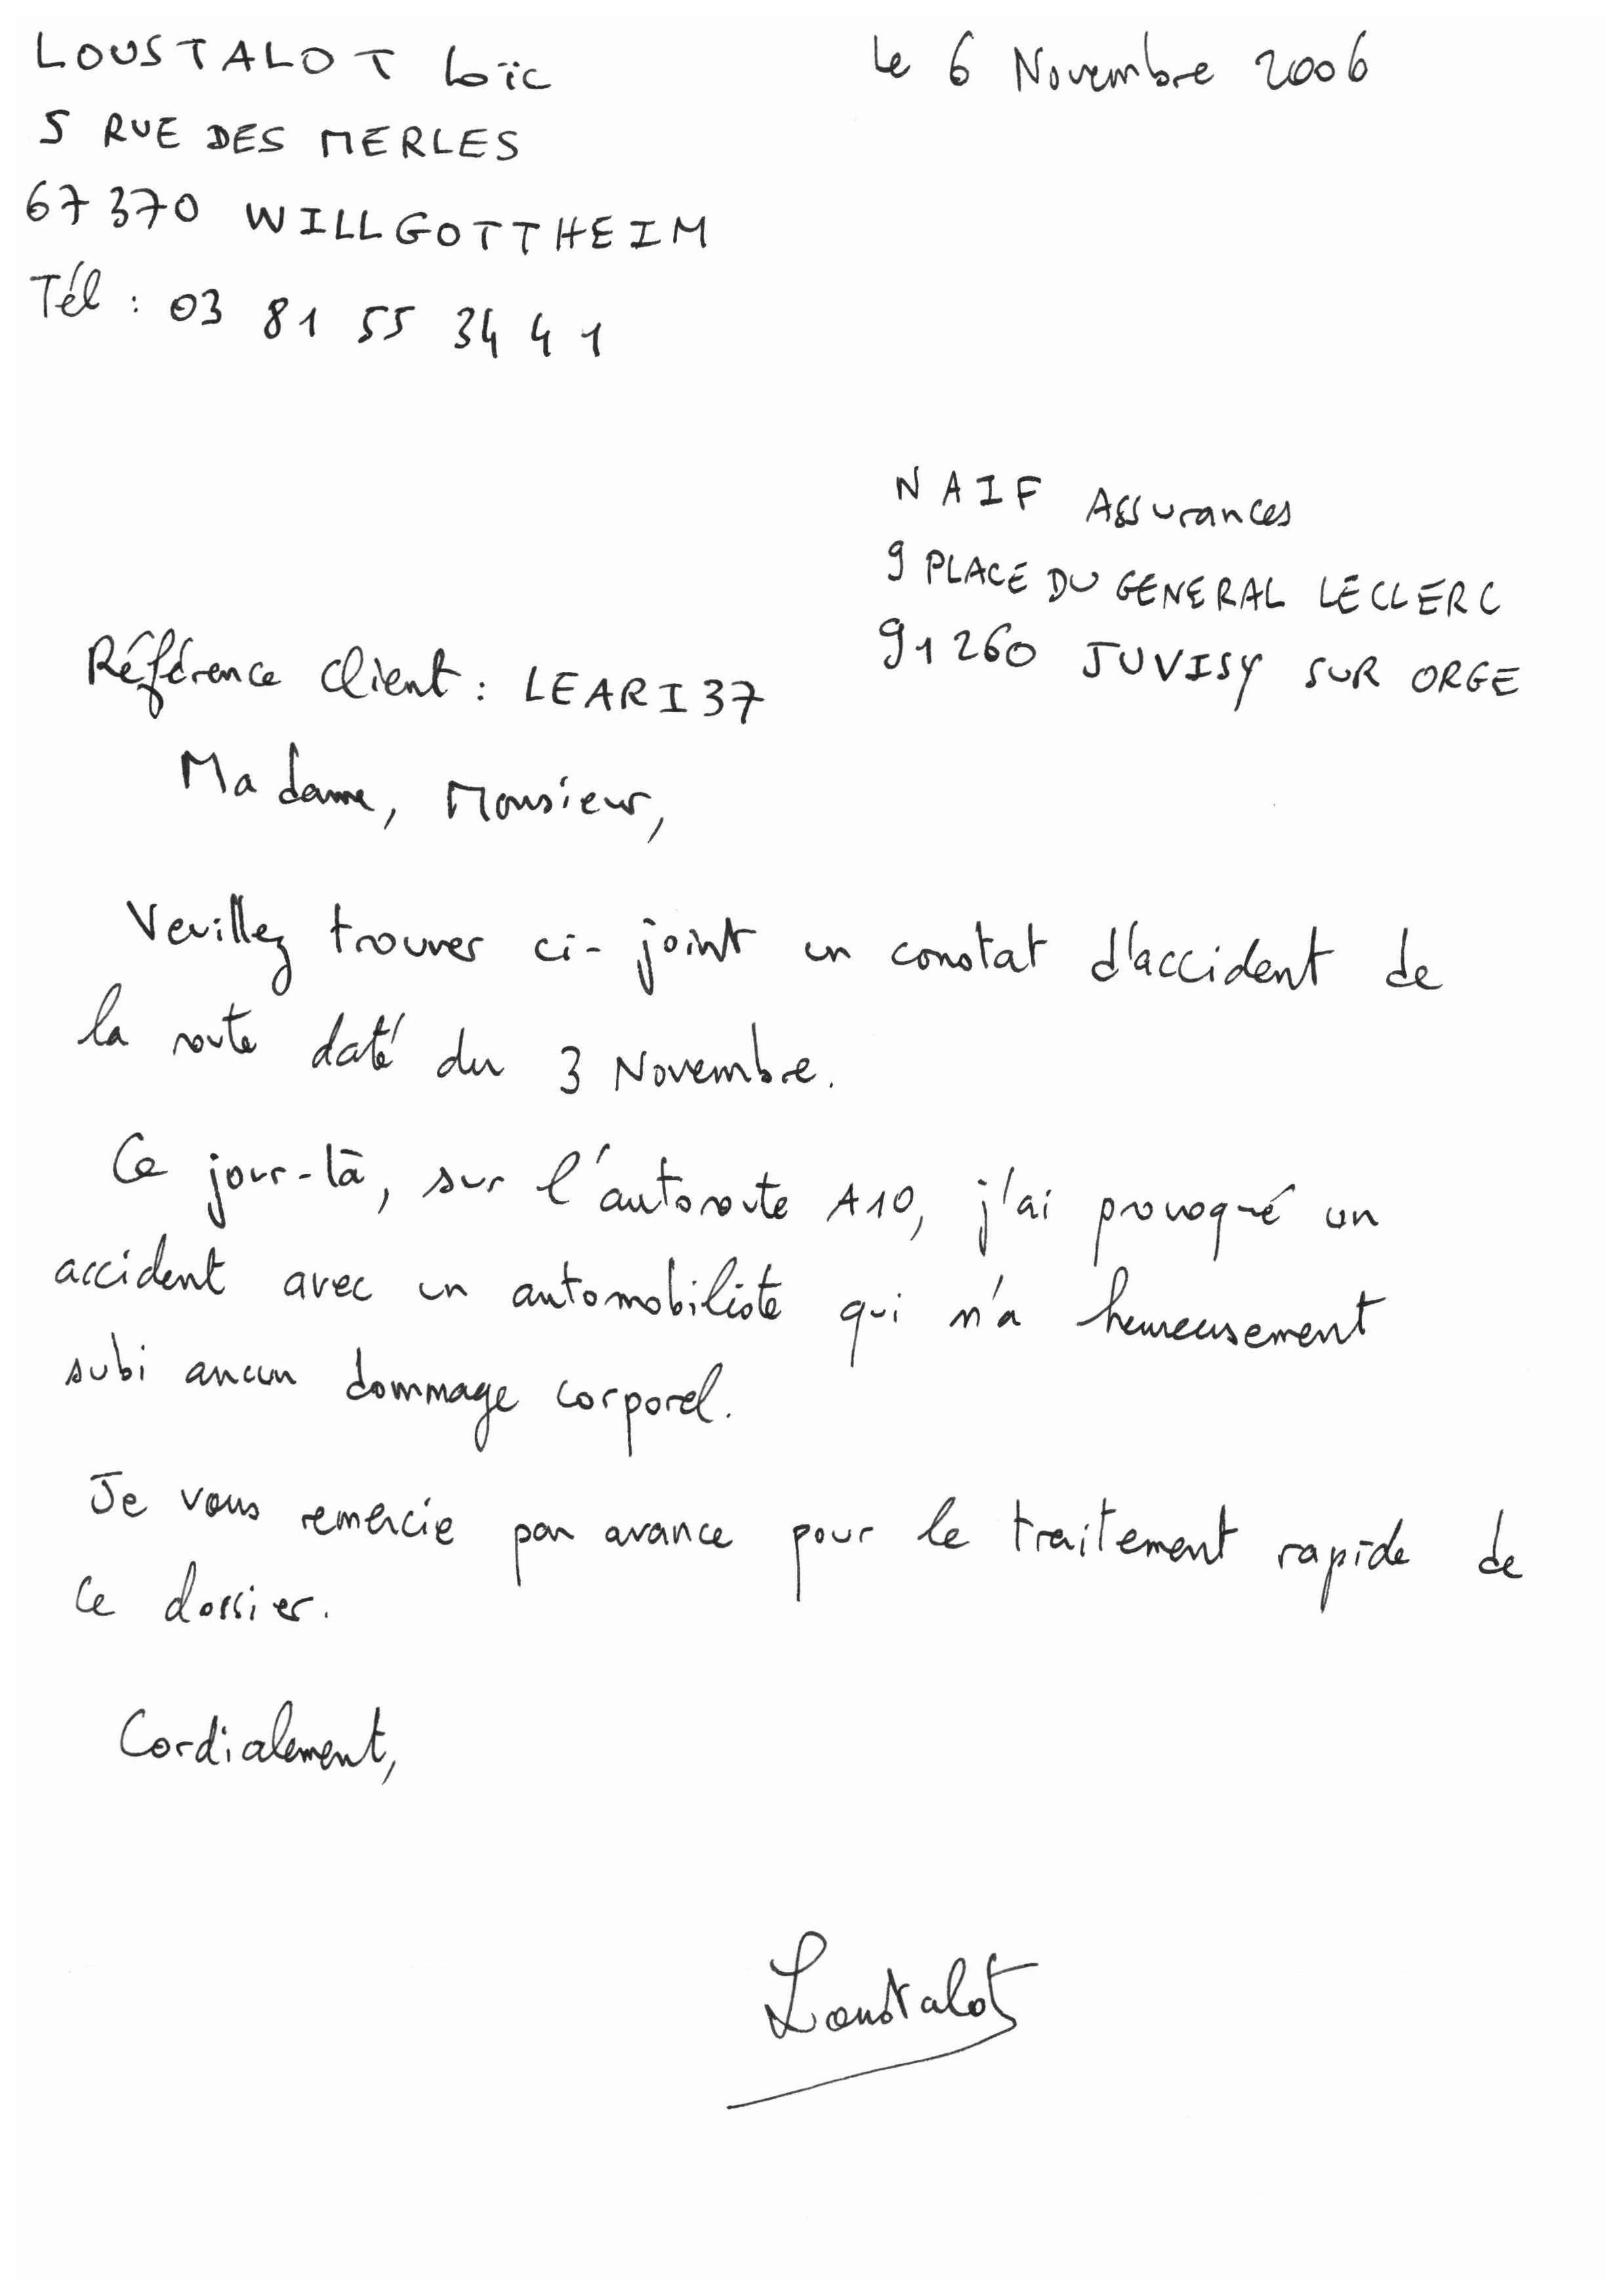 LOUSTALOT Loïc
Le 6 Novembre 2006
5 RUE DES MERLES
67370 WILLGOTTHEIM
Tél : 03 81 55 34 41
NAIF Assurances
9 PLACE DU GENERAL LECLERC
91260 JUVISY SUR ORGE
Référence client : LEARI37
Madame, Monsieur,
Veuillez trouver ci-joint un constat d'accident de
la route daté du 3 Novembre.
Ce jour-là, sur l'autoroute A10, j'ai provoqué un
accident avec un automobiliste qui n'a heureusement
subi aucun dommage corporel.
Je vous remercie par avance pour le traitement rapide de
ce dossier.
Cordialement,
Loustalot